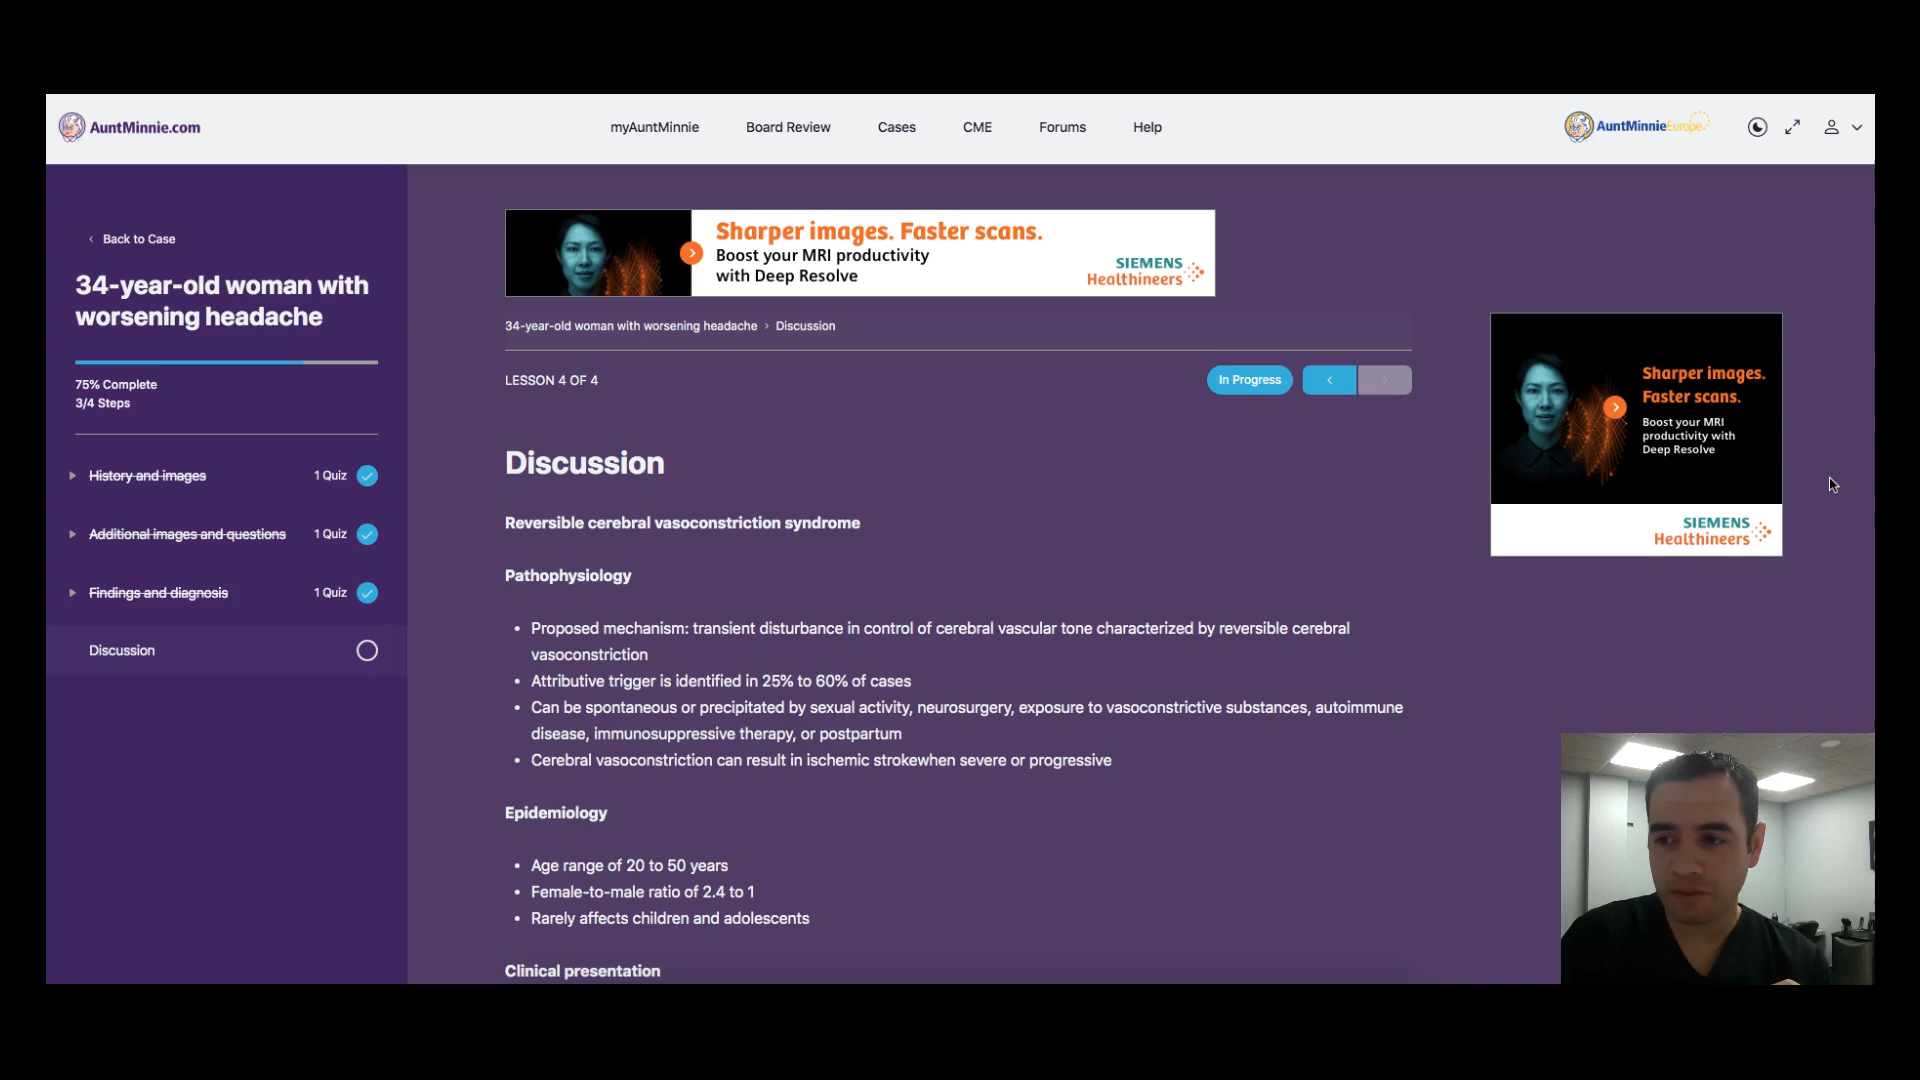 AuntMinnie.com
myAuntMinnie
Board Review
Cases
CME
Forums
Help
AuntMinnieEurope
Back to Case
34-year-old woman with
worsening headache
75% Complete
3/4 Steps
History and images
1 Quiz
Additional images and questions
1 Quiz
Findings and diagnosis
1 Quiz
Discussion
Sharper images. Faster scans.
Boost your MRI productivity
with Deep Resolve
SIEMENS
Healthineers
34-year-old woman with worsening headache › Discussion
LESSON 4 OF 4
In Progress
Discussion
Reversible cerebral vasoconstriction syndrome
Pathophysiology
• Proposed mechanism: transient disturbance in control of cerebral vascular tone characterized by reversible cerebral
vasoconstriction
• Attributive trigger is identified in 25% to 60% of cases
• Can be spontaneous or precipitated by sexual activity, neurosurgery, exposure to vasoconstrictive substances, autoimmune
disease, immunosuppressive therapy, or postpartum
• Cerebral vasoconstriction can result in ischemic strokewhen severe or progressive
Epidemiology
• Age range of 20 to 50 years
• Female-to-male ratio of 2.4 to 1
• Rarely affects children and adolescents
Clinical presentation
Sharper images.
Faster scans.
Boost your MRI
productivity with
Deep Resolve
SIEMENS
Healthineers